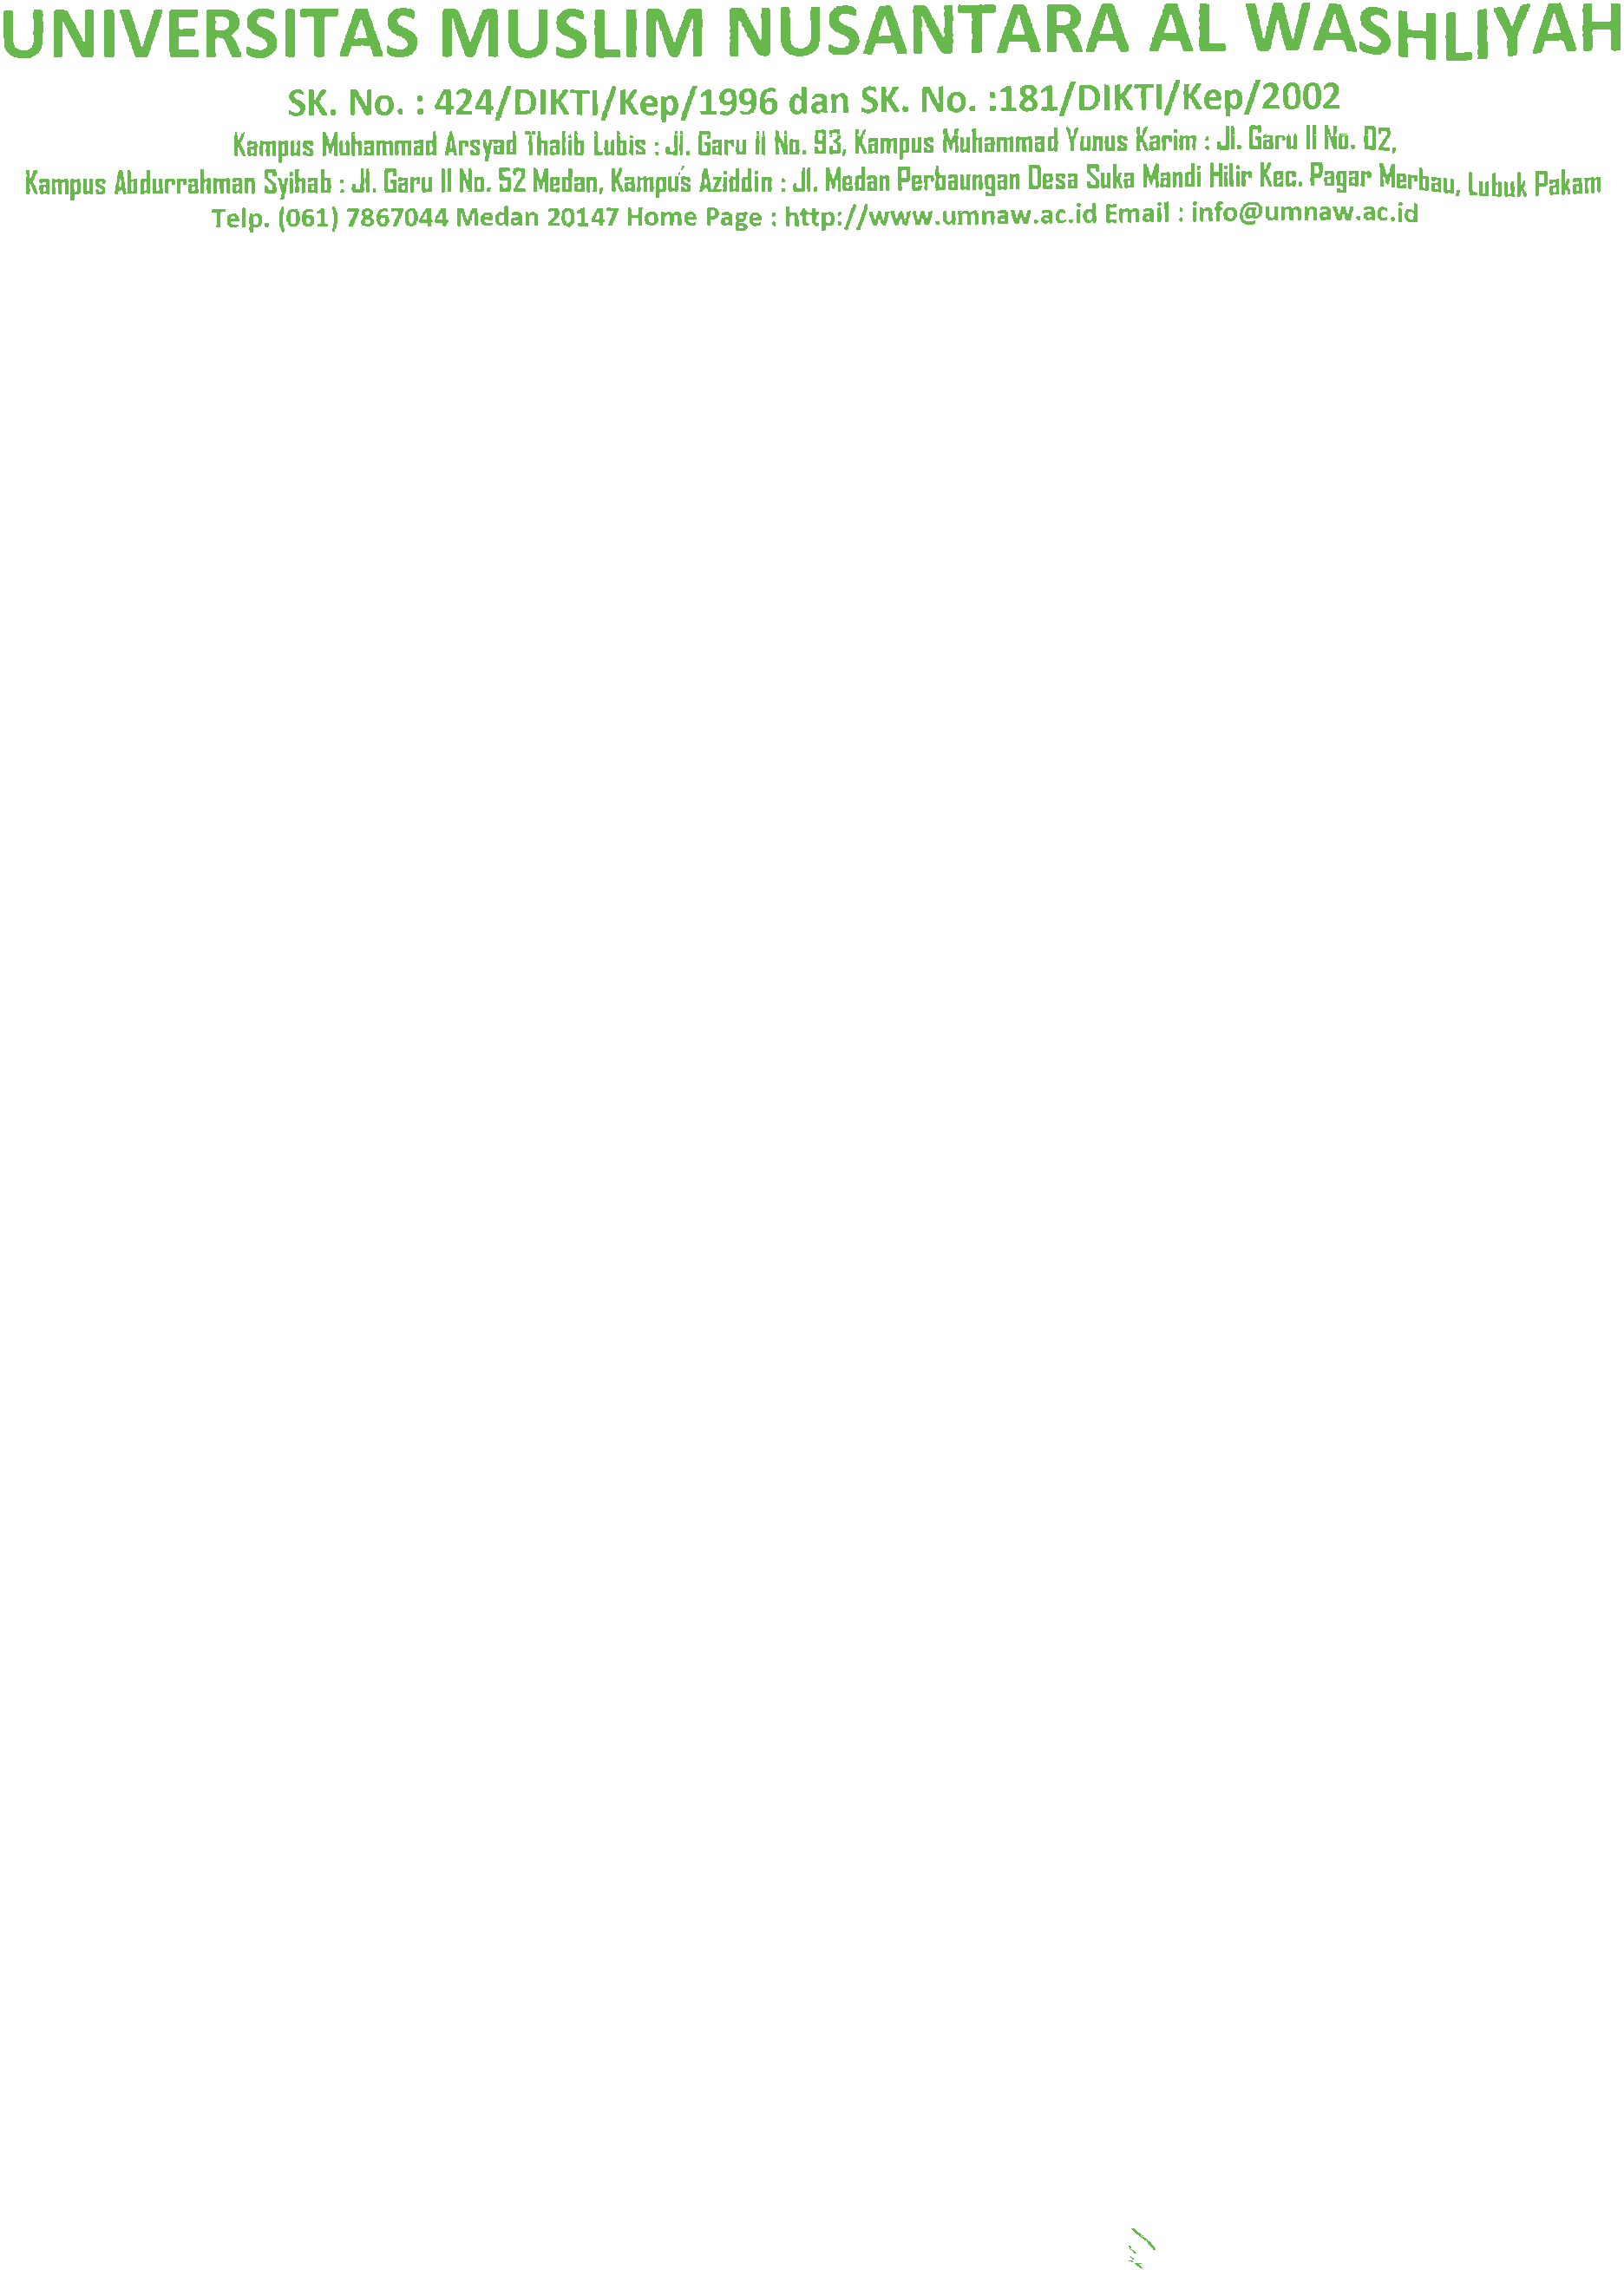 UNIVERSITAS MUSLIM NUSANTARA AL WASHLIYAH
SK. No. : 424/DIKTI/Kep/1996 dan SK. No. :181/DIKTI/Kep/2002
Kampus Muhammad Arsyad Thalib Lubis : Jl. Garu II No. 93, Kampus Muhammad Yunus Karim : Jl. Garu II No. 02,
Kampus Abdurrahman Syihab : Jl. Garu II No. 52 Medan, Kampus Aziddin : Jl. Medan Perbaungan Desa Suka Mandi Hilir Kec. Pagar Merbau, Lubuk Pakam
Telp. (061) 7867044 Medan 20147 Home Page : http://www.umnaw.ac.id Email : info@umnaw.ac.id